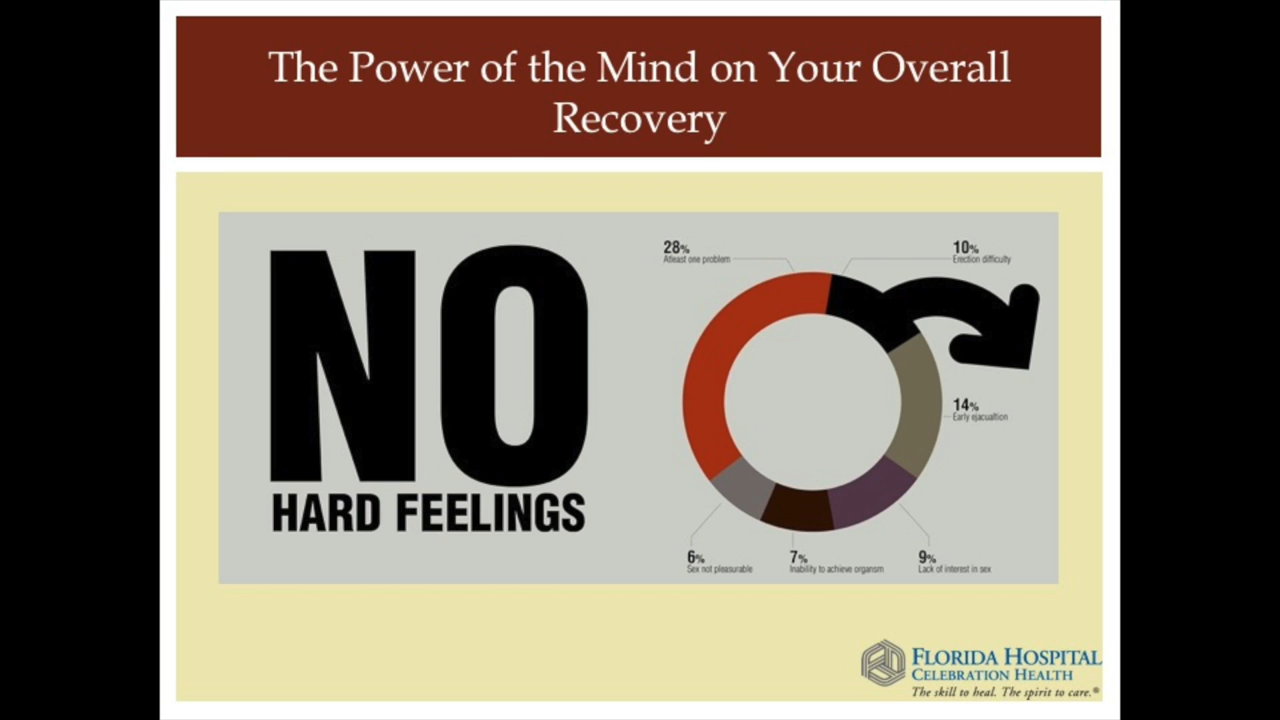 The Power of the Mind on Your Overall
Recovery
NO
HARD FEELINGS
28%
Atleast one problem
10%
Erection difficulty
14%
Early ejacualtion
6%
Sex not pleasurable
7%
Inability to achieve organsm
9%
Lack of interest in sex
FLORIDA HOSPITAL
CELEBRATION HEALTH
The skill to heal. The spirit to care.®